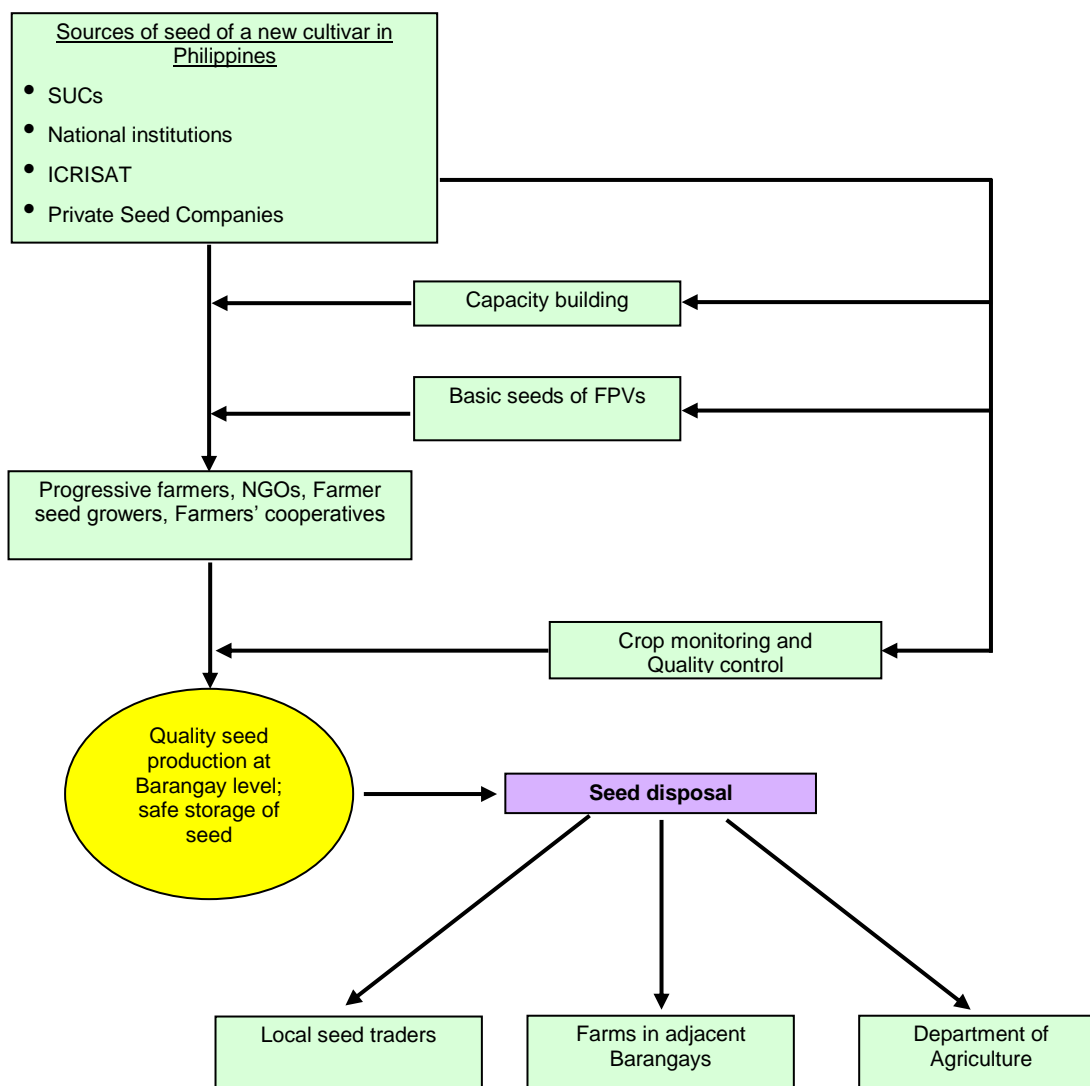 Sources of seed of a new cultivar in
Philippines
• SUCs
• National institutions
• ICRISAT
• Private Seed Companies
Capacity building
Basic seeds of FPVs
Progressive farmers, NGOs, Farmer
seed growers, Farmers’ cooperatives
Crop monitoring and
Quality control
Quality seed
production at
Barangay level;
safe storage of
seed
Seed disposal
Local seed traders
Farms in adjacent
Barangays
Department of
Agriculture